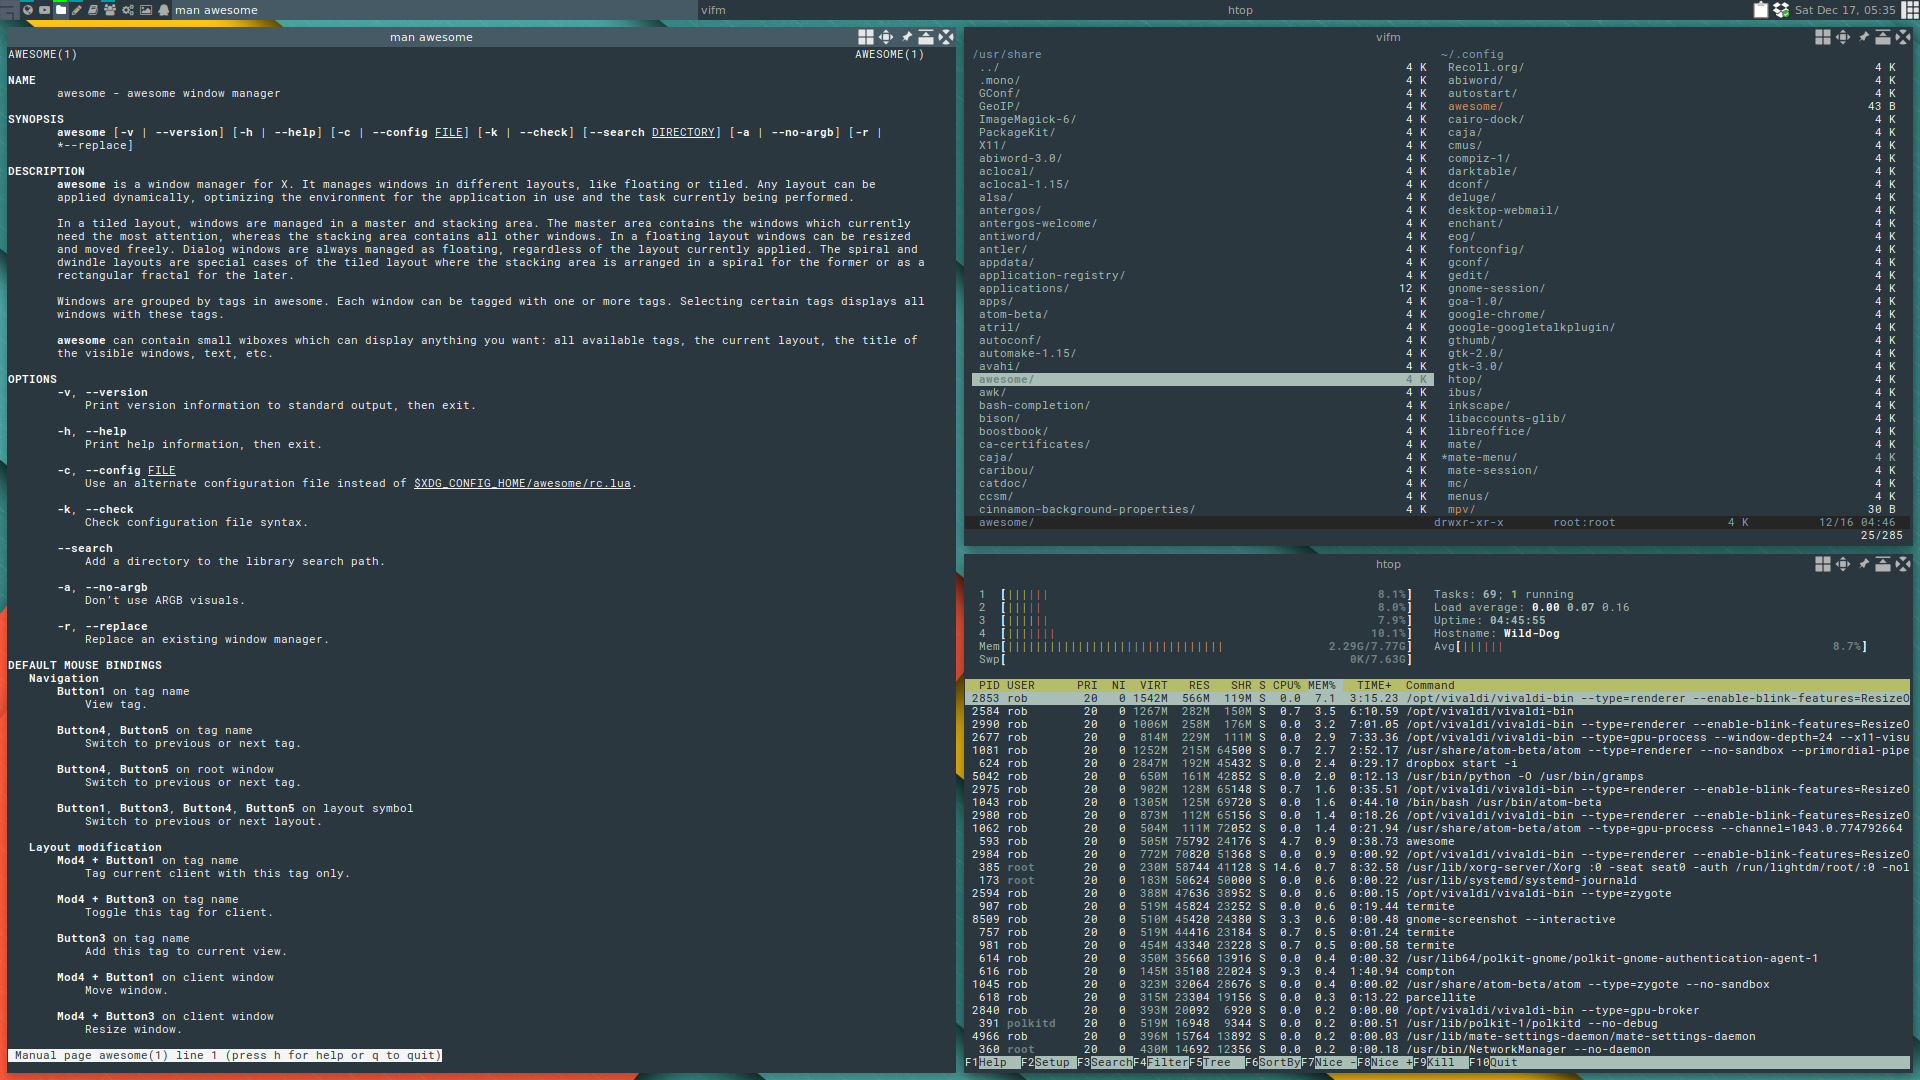 man awesome
vifm
htop
Sat Dec 17, 05:35
man awesome
AWESOME(1) AWESOME(1)
NAME
awesome - awesome window manager
SYNOPSIS
awesome [-v | --version] [-h | --help] [-c | --config FILE] [-k | --check] [--search DIRECTORY] [-a | --no-argb] [-r |
*--replace]
DESCRIPTION
awesome is a window manager for X. It manages windows in different layouts, like floating or tiled. Any layout can be
applied dynamically, optimizing the environment for the application in use and the task currently being performed.
In a tiled layout, windows are managed in a master and stacking area. The master area contains the windows which currently
need the most attention, whereas the stacking area contains all other windows. In a floating layout windows can be resized
and moved freely. Dialog windows are always managed as floating, regardless of the layout currently applied. The spiral and
dwindle layouts are special cases of the tiled layout where the stacking area is arranged in a spiral for the former or as a
rectangular fractal for the later.
Windows are grouped by tags in awesome. Each window can be tagged with one or more tags. Selecting certain tags displays all
windows with these tags.
awesome can contain small wiboxes which can display anything you want: all available tags, the current layout, the title of
the visible windows, text, etc.
OPTIONS
-v, --version
Print version information to standard output, then exit.
-h, --help
Print help information, then exit.
-c, --config FILE
Use an alternate configuration file instead of $XDG_CONFIG_HOME/awesome/rc.lua.
-k, --check
Check configuration file syntax.
--search
Add a directory to the library search path.
-a, --no-argb
Don't use ARGB visuals.
-r, --replace
Replace an existing window manager.
DEFAULT MOUSE BINDINGS
Navigation
Button1 on tag name
View tag.
Button4, Button5 on tag name
Switch to previous or next tag.
Button4, Button5 on root window
Switch to previous or next tag.
Button1, Button3, Button4, Button5 on layout symbol
Switch to previous or next layout.
Layout modification
Mod4 + Button1 on tag name
Tag current client with this tag only.
Mod4 + Button3 on tag name
Toggle this tag for client.
Button3 on tag name
Add this tag to current view.
Mod4 + Button1 on client window
Move window.
Mod4 + Button3 on client window
Resize window.
Manual page awesome(1) line 1 (press h for help or q to quit)
vifm
/usr/share ~/.config
../ 4 K Recoll.org/ 4 K
.mono/ 4 K abiword/ 4 K
GConf/ 4 K autostart/ 4 K
GeoIP/ 4 K awesome/ 43 B
ImageMagick-6/ 4 K cairo-dock/ 4 K
PackageKit/ 4 K caja/ 4 K
X11/ 4 K cmus/ 4 K
abiword-3.0/ 4 K compiz-1/ 4 K
aclocal/ 4 K darktable/ 4 K
aclocal-1.15/ 4 K dconf/ 4 K
alsa/ 4 K deluge/ 4 K
antergos/ 4 K desktop-webmail/ 4 K
antergos-welcome/ 4 K enchant/ 4 K
antiword/ 4 K eog/ 4 K
antler/ 4 K fontconfig/ 4 K
appdata/ 4 K gconf/ 4 K
application-registry/ 4 K gedit/ 4 K
applications/ 12 K gnome-session/ 4 K
apps/ 4 K goa-1.0/ 4 K
atom-beta/ 4 K google-chrome/ 4 K
atril/ 4 K google-googletalkplugin/ 4 K
autoconf/ 4 K gthumb/ 4 K
automake-1.15/ 4 K gtk-2.0/ 4 K
avahi/ 4 K gtk-3.0/ 4 K
awesome/ 4 K htop/ 4 K
awk/ 4 K ibus/ 4 K
bash-completion/ 4 K inkscape/ 4 K
bison/ 4 K libaccounts-glib/ 4 K
boostbook/ 4 K libreoffice/ 4 K
ca-certificates/ 4 K mate/ 4 K
caja/ 4 K *mate-menu/ 4 K
caribou/ 4 K mate-session/ 4 K
catdoc/ 4 K mc/ 4 K
ccsm/ 4 K menus/ 4 K
cinnamon-background-properties/ 4 K mpv/ 30 B
awesome/ drwxr-xr-x root:root 4 K 12/16 04:46
25/285
htop
1 [|||||| 8.1%] Tasks: 69; 1 running
2 [||||| 8.0%] Load average: 0.00 0.07 0.16
3 [|||||| 7.9%] Uptime: 04:45:55
4 [||||||| 10.1%] Hostname: Wild-Dog
Mem[||||||||||||||||||||||||||||||| 2.29G/7.77G] Avg[|||||| 8.7%]
Swp[ 0K/7.63G]
PID USER PRI NI VIRT RES SHR S CPU% MEM% TIME+ Command
2853 rob 20 0 1542M 566M 119M S 0.0 7.1 3:15.23 /opt/vivaldi/vivaldi-bin --type=renderer --enable-blink-features=ResizeO
2584 rob 20 0 1267M 282M 150M S 0.7 3.5 6:10.59 /opt/vivaldi/vivaldi-bin
2990 rob 20 0 1006M 258M 176M S 0.0 3.2 7:01.05 /opt/vivaldi/vivaldi-bin --type=renderer --enable-blink-features=ResizeO
2677 rob 20 0 814M 229M 111M S 0.0 2.9 7:33.36 /opt/vivaldi/vivaldi-bin --type=gpu-process --window-depth=24 --x11-visu
1081 rob 20 0 1252M 215M 64500 S 0.7 2.7 2:52.17 /usr/share/atom-beta/atom --type=renderer --no-sandbox --primordial-pipe
624 rob 20 0 2847M 192M 45432 S 0.0 2.4 0:29.17 dropbox start -i
5042 rob 20 0 650M 161M 42852 S 0.0 2.0 0:12.13 /usr/bin/python -O /usr/bin/gramps
2975 rob 20 0 902M 128M 65148 S 0.7 1.6 0:35.51 /opt/vivaldi/vivaldi-bin --type=renderer --enable-blink-features=ResizeO
1043 rob 20 0 1305M 125M 69720 S 0.0 1.6 0:44.10 /bin/bash /usr/bin/atom-beta
2980 rob 20 0 873M 112M 65156 S 0.0 1.4 0:18.26 /opt/vivaldi/vivaldi-bin --type=renderer --enable-blink-features=ResizeO
1062 rob 20 0 504M 111M 72052 S 0.0 1.4 0:21.94 /usr/share/atom-beta/atom --type=gpu-process --channel=1043.0.774792664
593 rob 20 0 505M 75792 24176 S 4.7 0.9 0:38.73 awesome
2984 rob 20 0 772M 70820 51368 S 0.0 0.9 0:00.92 /opt/vivaldi/vivaldi-bin --type=renderer --enable-blink-features=ResizeO
385 root 20 0 230M 58744 41128 S 14.6 0.7 8:32.58 /usr/lib/xorg-server/Xorg :0 -seat seat0 -auth /run/lightdm/root/:0 -nol
173 root 20 0 183M 50624 50000 S 0.0 0.6 0:00.22 /usr/lib/systemd/systemd-journald
2594 rob 20 0 388M 47636 38952 S 0.0 0.6 0:00.15 /opt/vivaldi/vivaldi-bin --type=zygote
907 rob 20 0 519M 45824 23252 S 0.0 0.6 0:19.44 termite
8509 rob 20 0 510M 45420 24380 S 3.3 0.6 0:00.48 gnome-screenshot --interactive
757 rob 20 0 519M 44416 23184 S 0.7 0.5 0:01.24 termite
981 rob 20 0 454M 43340 23228 S 0.7 0.5 0:00.58 termite
614 rob 20 0 350M 35660 13916 S 0.0 0.4 0:00.32 /usr/lib64/polkit-gnome/polkit-gnome-authentication-agent-1
616 rob 20 0 145M 35108 22024 S 9.3 0.4 1:40.94 compton
1045 rob 20 0 323M 32064 28676 S 0.0 0.4 0:00.02 /usr/share/atom-beta/atom --type=zygote --no-sandbox
618 rob 20 0 315M 23304 19156 S 0.0 0.3 0:13.22 parcellite
2840 rob 20 0 393M 20092 6920 S 0.0 0.2 0:00.00 /opt/vivaldi/vivaldi-bin --type=gpu-broker
391 polkitd 20 0 519M 16948 9344 S 0.0 0.2 0:00.51 /usr/lib/polkit-1/polkitd --no-debug
4966 rob 20 0 396M 15764 13892 S 0.0 0.2 0:00.03 /usr/lib/mate-settings-daemon/mate-settings-daemon
360 root 20 0 430M 14692 12356 S 0.0 0.2 0:00.18 /usr/bin/NetworkManager --no-daemon
F1Help F2Setup F3SearchF4FilterF5Tree F6SortByF7Nice -F8Nice +F9Kill F10Quit